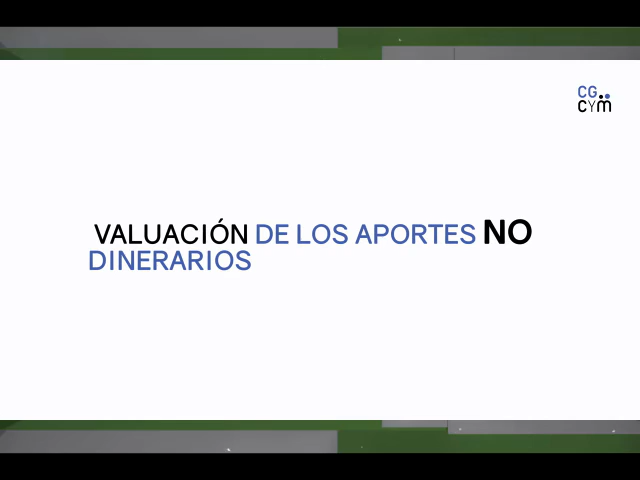 CG
CYM
VALUACIÓN DE LOS APORTES NO
DINERARIOS